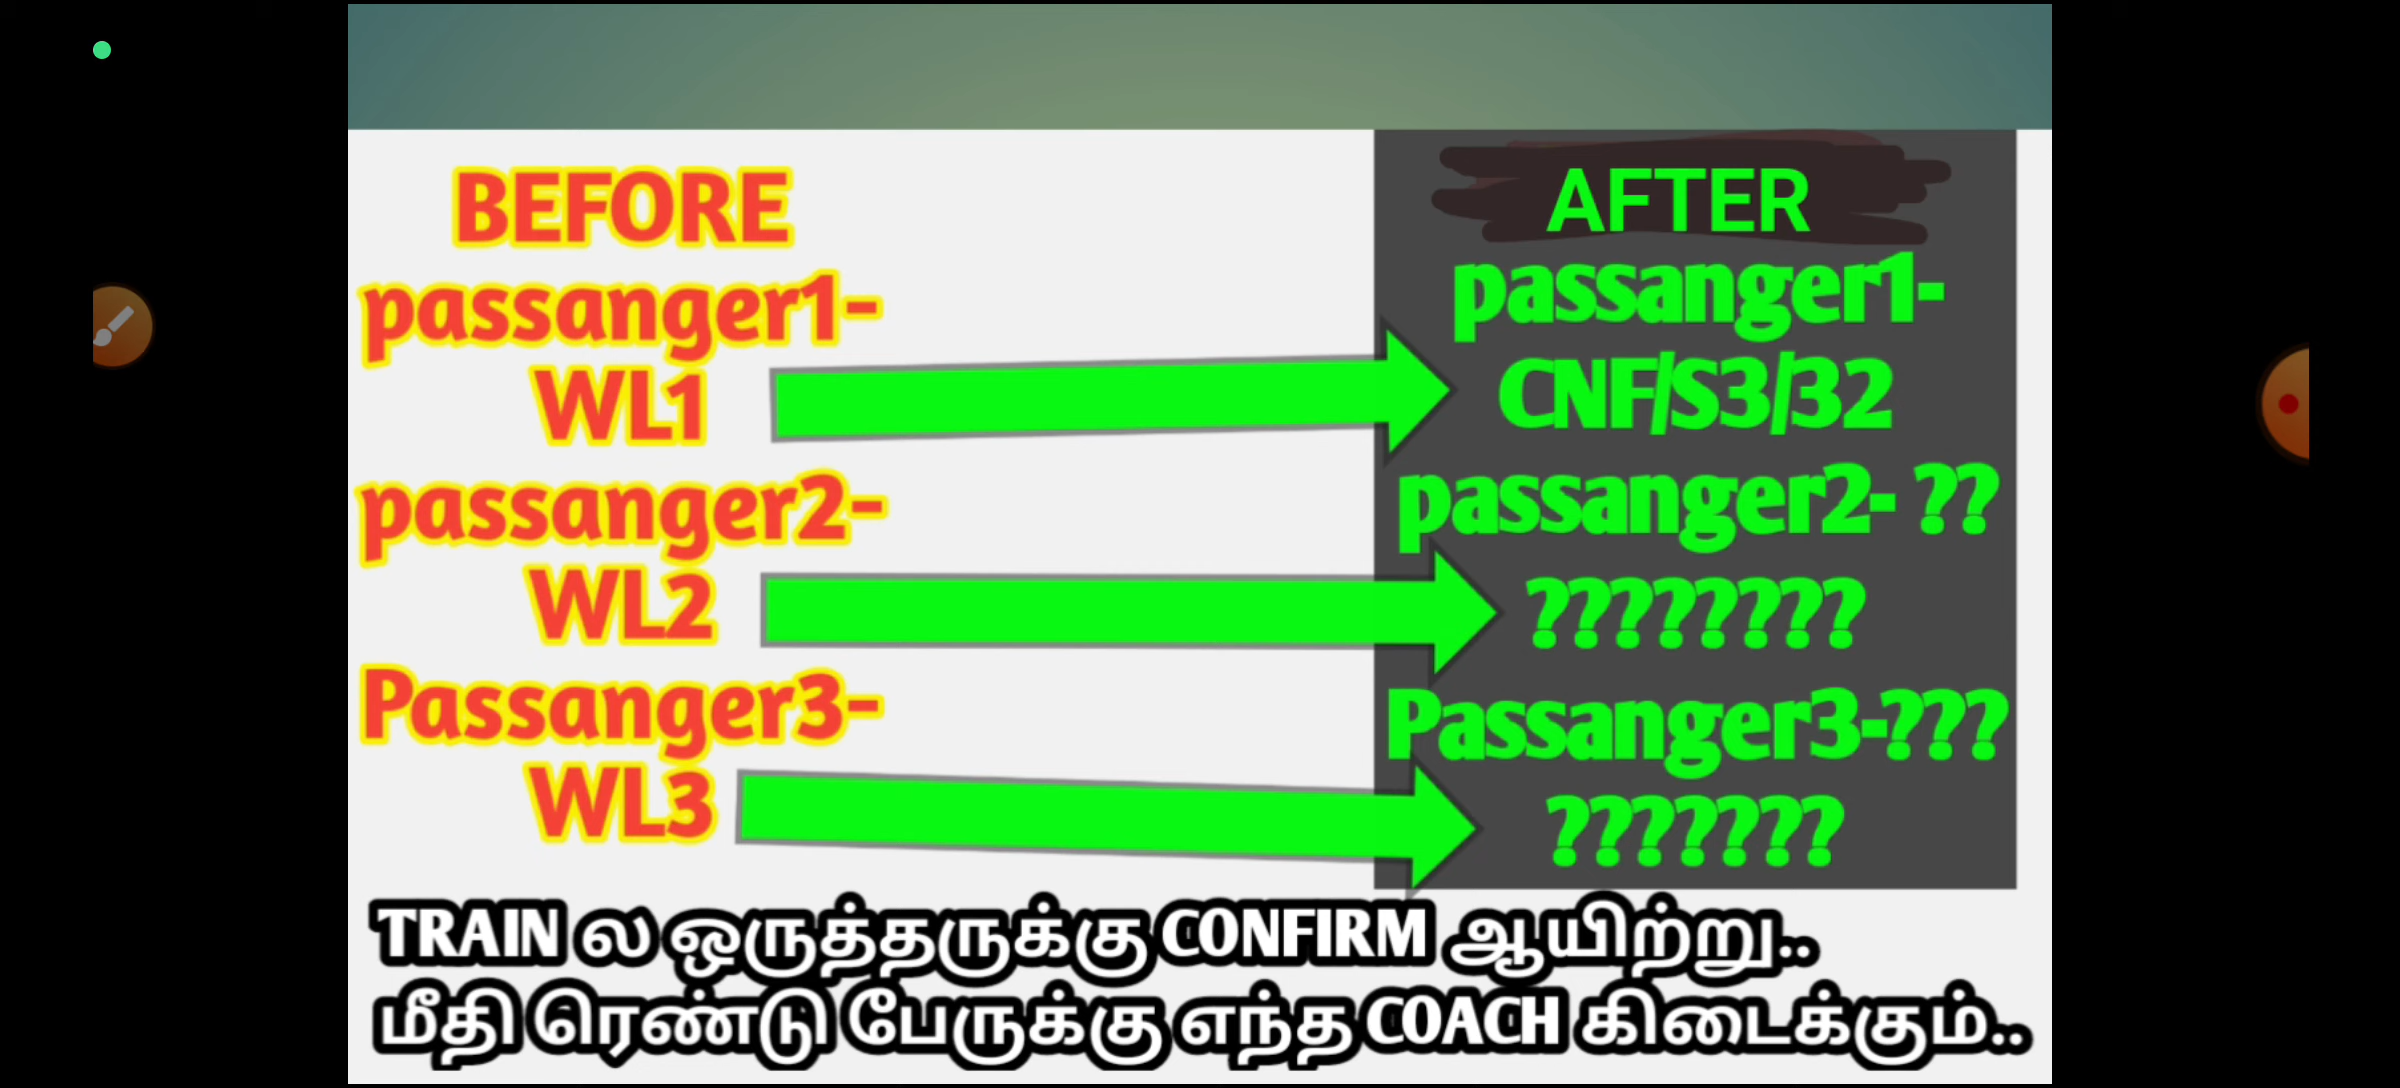 BEFORE
passanger1-
WL1
passanger2-
WL2
Passanger3-
WL3
AFTER
passanger1-
CNF/S3/32
passanger2- ??
????????
Passanger3-???
???????
TRAIN ல ஒருத்தருக்கு CONFIRM ஆயிற்று..
மீதி ரெண்டு பேருக்கு எந்த COACH கிடைக்கும்..